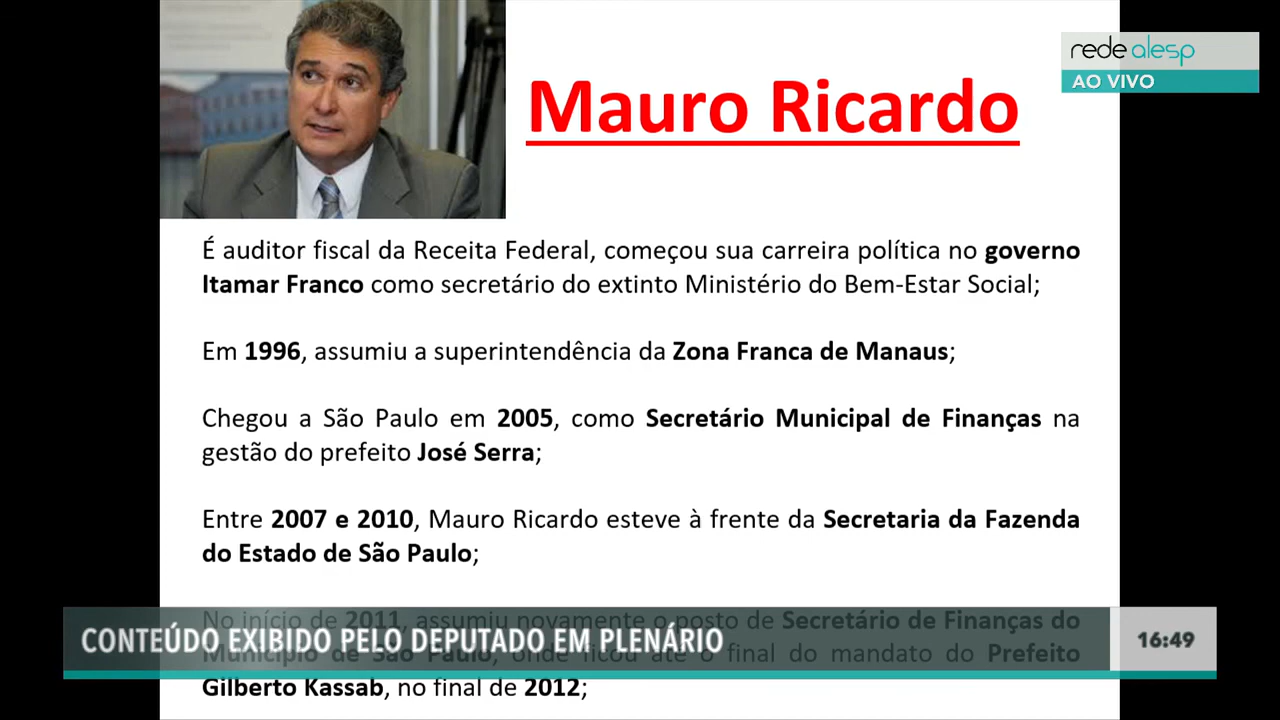 rede alesp
AO VIVO
Mauro Ricardo
É auditor fiscal da Receita Federal, começou sua carreira política no governo
Itamar Franco como secretário do extinto Ministério do Bem-Estar Social;
Em 1996, assumiu a superintendência da Zona Franca de Manaus;
Chegou a São Paulo em 2005, como Secretário Municipal de Finanças na
gestão do prefeito José Serra;
Entre 2007 e 2010, Mauro Ricardo esteve à frente da Secretaria da Fazenda
do Estado de São Paulo;
No início de 2011, assumiu novamente o posto de Secretário de Finanças do
Município de São Paulo, onde ficou até o final do mandato do Prefeito
Gilberto Kassab, no final de 2012;
CONTEÚDO EXIBIDO PELO DEPUTADO EM PLENÁRIO
16:49